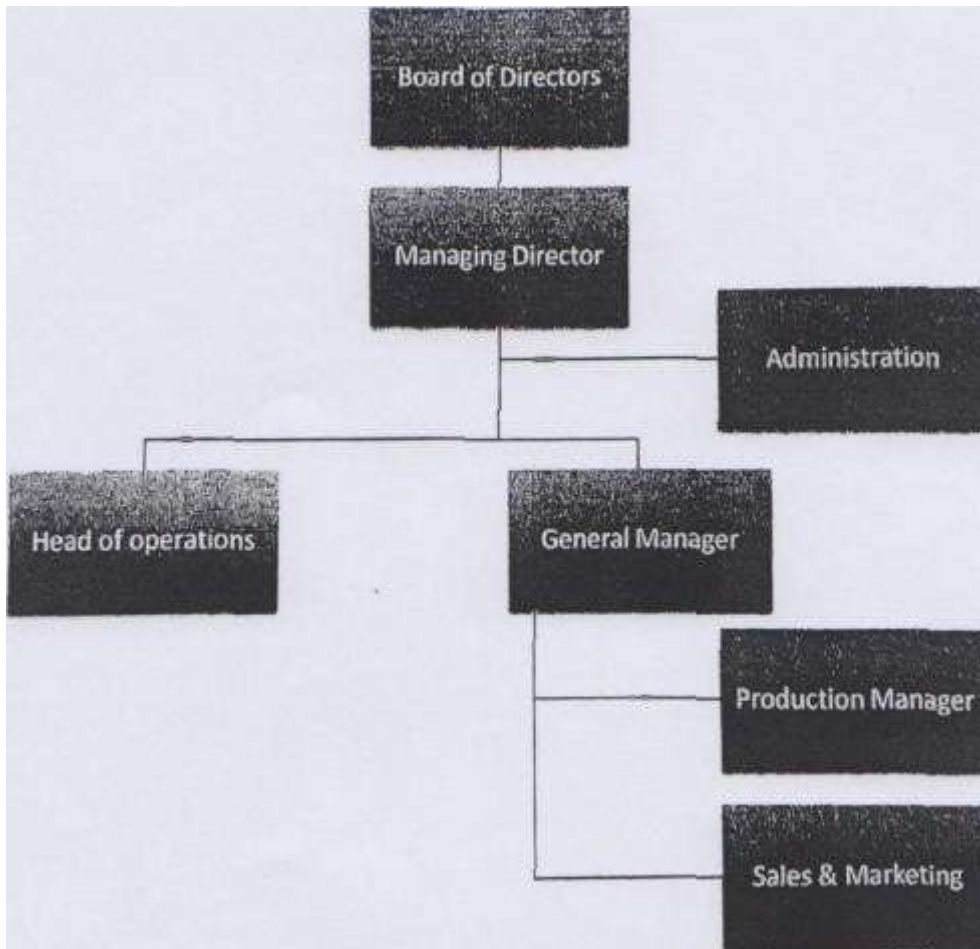 Board of Directors
Managing Director
Administration
Head of operations
General Manager
Production Manager
Sales & Marketing